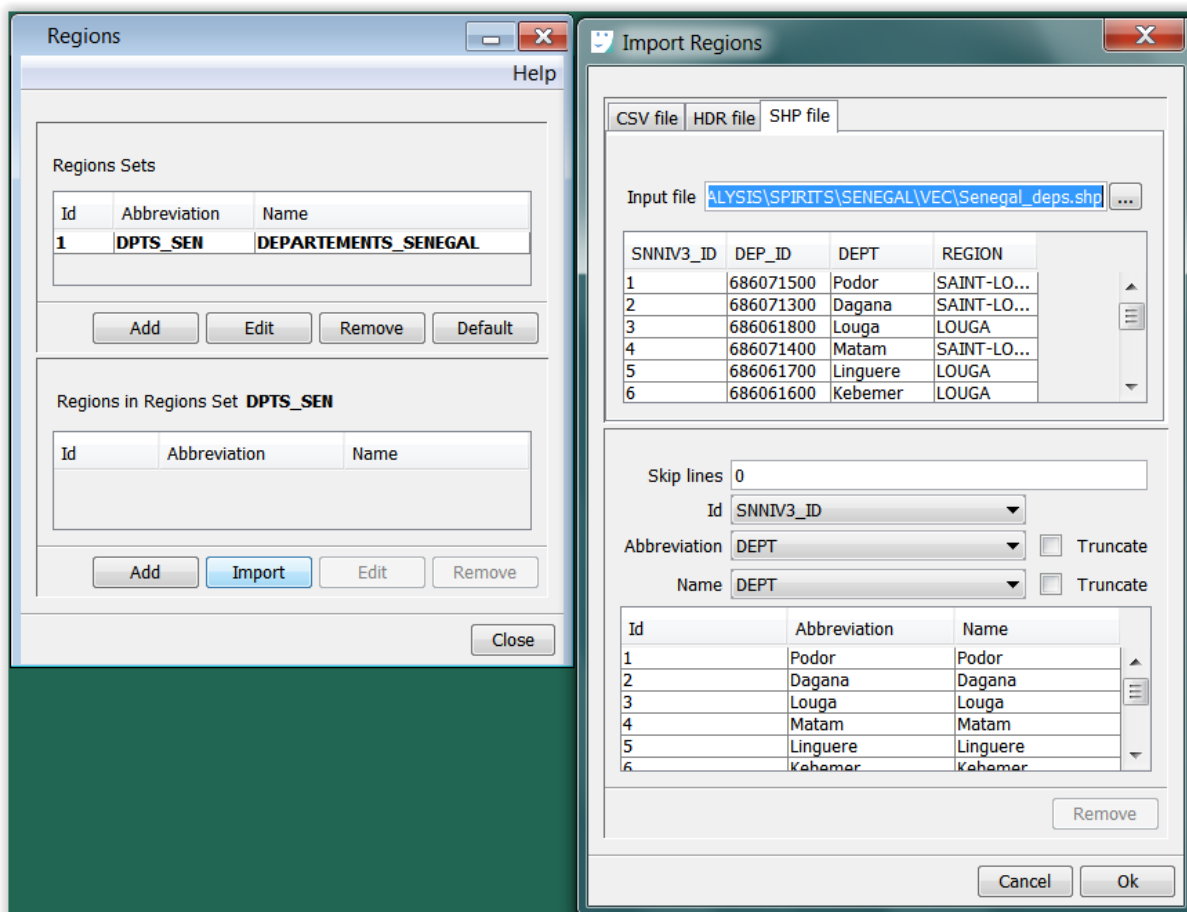 Regions
Help
Regions Sets
Id Abbreviation Name
1 DPTS_SEN DEPARTEMENTS_SENEGAL
Add Edit Remove Default
Regions in Regions Set DPTS_SEN
Id Abbreviation Name
Add Import Edit Remove
Close
Import Regions
CSV file HDR file SHP file
Input file ALYSIS\SPIRITS\SENEGAL\VEC\Senegal_deps.shp ...
SNNIV3_ID DEP_ID DEPT REGION
1 686071500 Podor SAINT-LO...
2 686071300 Dagana SAINT-LO...
3 686061800 Louga LOUGA
4 686071400 Matam SAINT-LO...
5 686061700 Linguere LOUGA
6 686061600 Kebemer LOUGA
Skip lines 0
Id SNNIV3_ID
Abbreviation DEPT Truncate
Name DEPT Truncate
Id Abbreviation Name
1 Podor Podor
2 Dagana Dagana
3 Louga Louga
4 Matam Matam
5 Linguere Linguere
6 Kebemer Kebemer
Remove
Cancel Ok